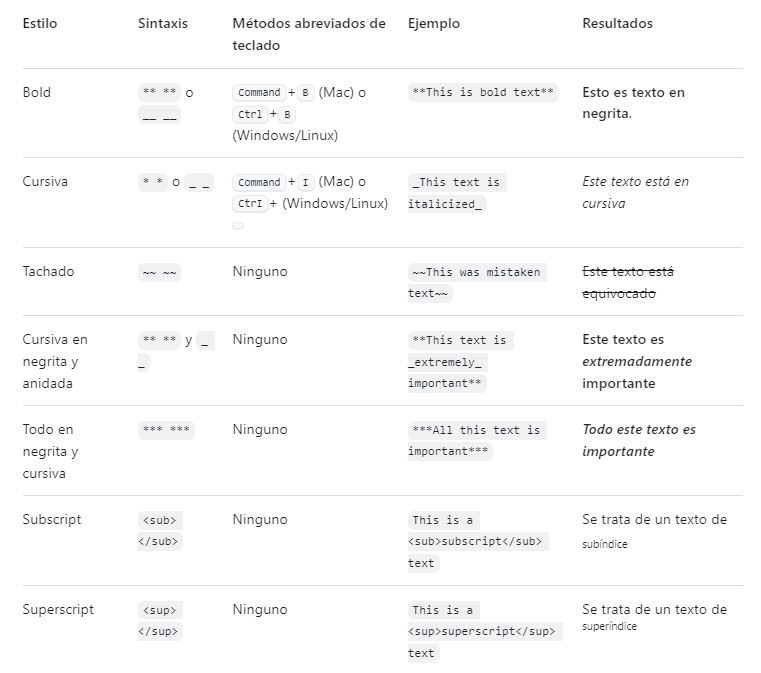 Estilo Sintaxis Métodos abreviados de teclado Ejemplo Resultados
Bold ** ** o __ __ Command + B (Mac) o Ctrl + B (Windows/Linux) **This is bold text** Esto es texto en negrita.
Cursiva * * o _ _ Command + I (Mac) o CtrI + (Windows/Linux) _This text is italicized_ Este texto está en cursiva
Tachado ~~ ~~ Ninguno ~~This was mistaken text~~ Este texto está equivocado
Cursiva en negrita y anidada ** ** y _ _ Ninguno **This text is _extremely_ important** Este texto es extremadamente importante
Todo en negrita y cursiva *** *** Ninguno ***All this text is important*** Todo este texto es importante
Subscript <sub> </sub> Ninguno This is a <sub>subscript</sub> text Se trata de un texto de subíndice
Superscript <sup> </sup> Ninguno This is a <sup>superscript</sup> text Se trata de un texto de superíndice